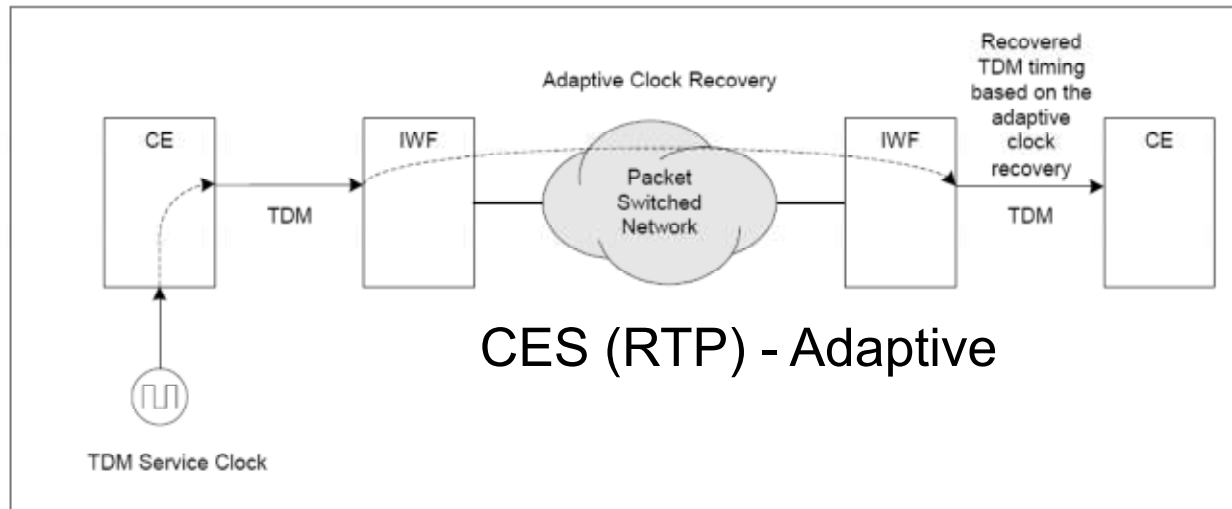 Adaptive Clock Recovery
Recovered
TDM timing
based on the
adaptive
clock
recovery
CE
IWF
IWF
CE
Packet
Switched
Network
TDM
TDM
CES (RTP) - Adaptive
TDM Service Clock